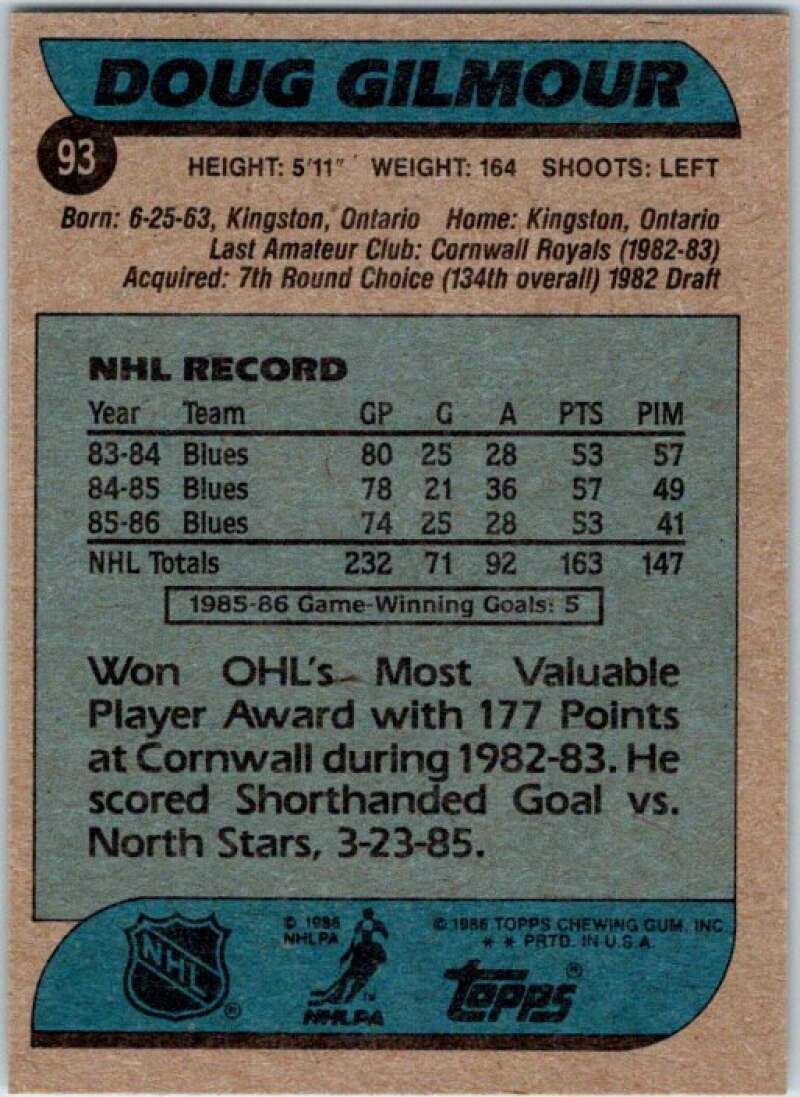 DOUG GILMOUR
93
HEIGHT: 5'11" WEIGHT: 164 SHOOTS: LEFT
Born: 6-25-63, Kingston, Ontario Home: Kingston, Ontario
Last Amateur Club: Cornwall Royals (1982-83)
Acquired: 7th Round Choice (134th overall) 1982 Draft
NHL RECORD
Year Team GP G A PTS PIM
83-84 Blues 80 25 28 53 57
84-85 Blues 78 21 36 57 49
85-86 Blues 74 25 28 53 41
NHL Totals 232 71 92 163 147
1985-86 Game-Winning Goals: 5
Won OHL's Most Valuable
Player Award with 177 Points
at Cornwall during 1982-83. He
scored Shorthanded Goal vs.
North Stars, 3-23-85.
NHL ®
© 1986
NHLPA
TM
NHLPA
© 1986 TOPPS CHEWING GUM, INC.
* * PRTD. IN U.S.A.
Topps ®